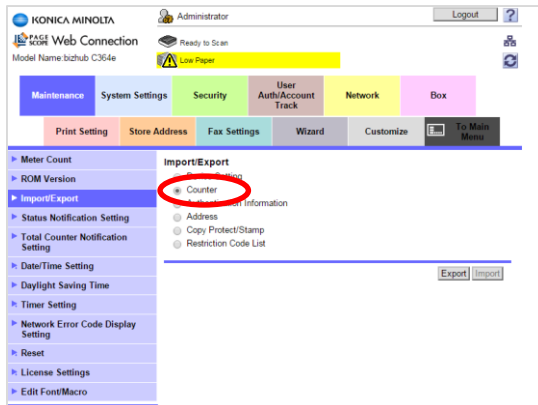 KONICA MINOLTA
Administrator
Logout
?
PAGE SCOPE Web Connection
Ready to Scan
Model Name:bizhub C364e
Low Paper
Maintenance
System Settings
Security
User Auth/Account Track
Network
Box
Print Setting
Store Address
Fax Settings
Wizard
Customize
To Main Menu
Meter Count
ROM Version
Import/Export
Status Notification Setting
Total Counter Notification
Setting
Date/Time Setting
Daylight Saving Time
Timer Setting
Network Error Code Display
Setting
Reset
License Settings
Edit Font/Macro
Import/Export
Device Setting
Counter
Authentication Information
Address
Copy Protect/Stamp
Restriction Code List
Export
Import